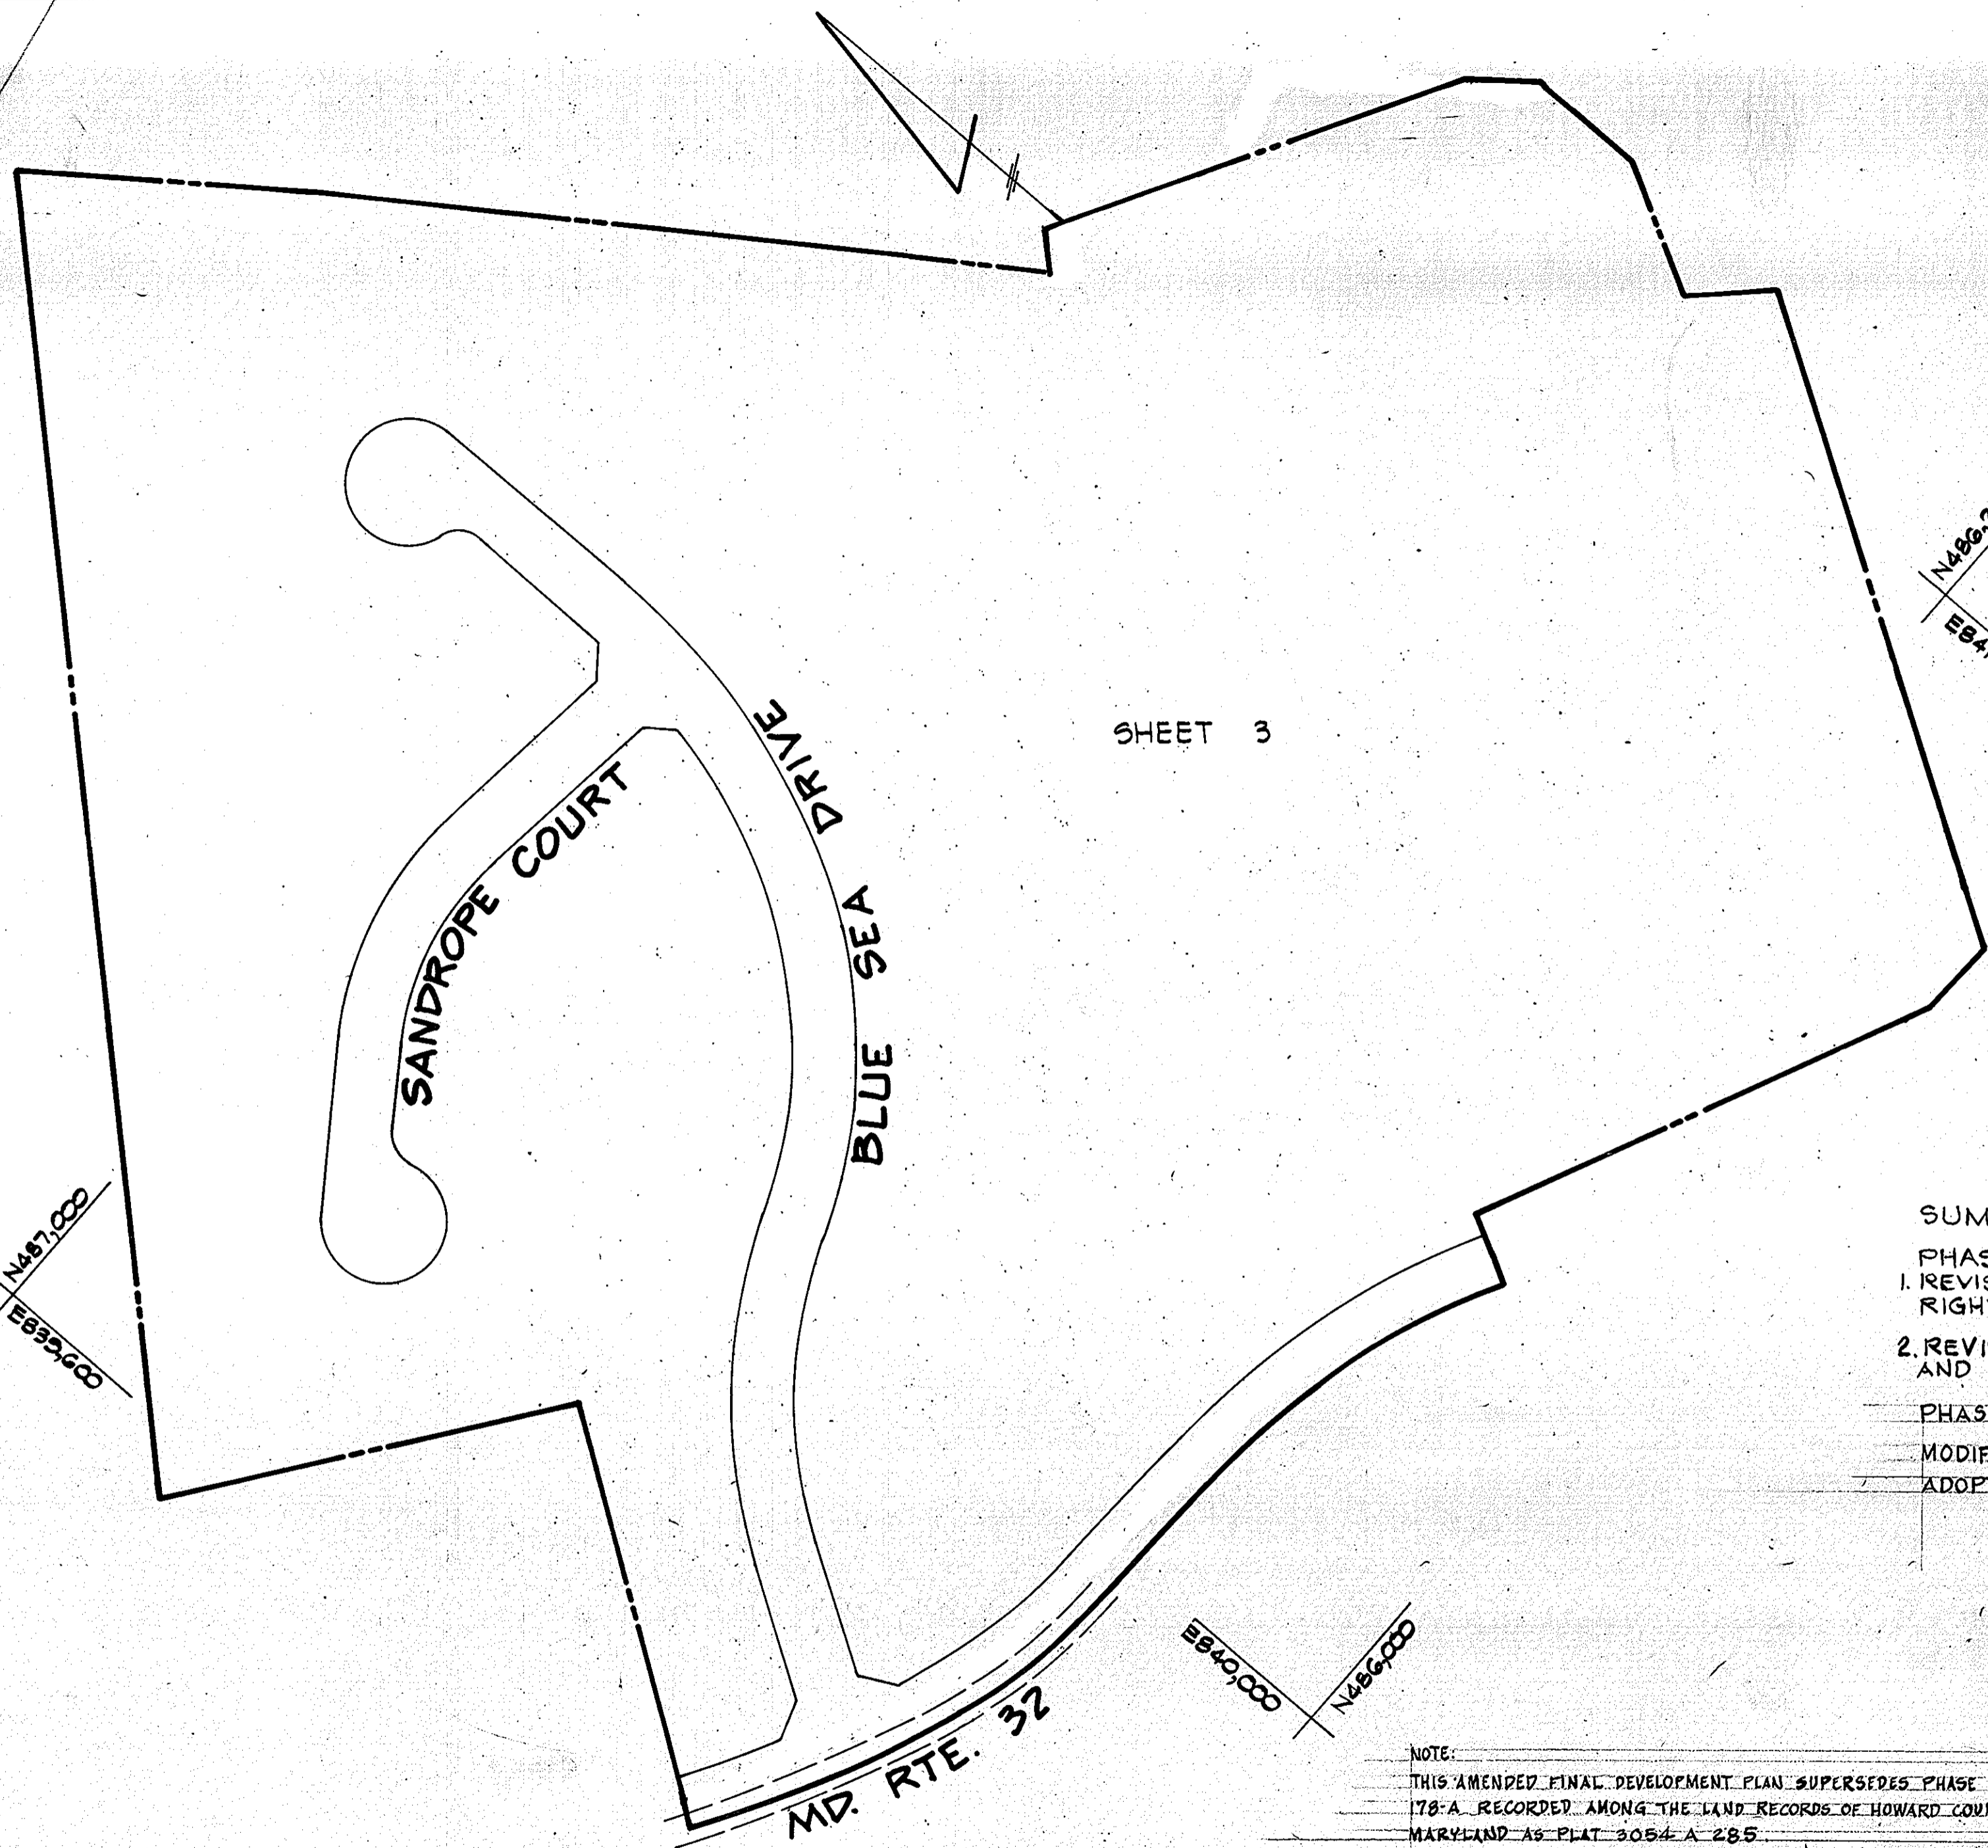 N486,
E84
DRIVE
SHEET 3
SANDROPE COURT
BLUE SEA
N487,000
E839,600
SUM
PHAS
1. REVIS
RIGH
2. REVI
AND
PHAS
MODIF
ADOP
E840,000
N486,000
MD. RTE. 32
NOTE:
THIS AMENDED FINAL DEVELOPMENT PLAN SUPERSEDES PHASE
178-A RECORDED AMONG THE LAND RECORDS OF HOWARD COU
MARYLAND AS PLAT 3054 A 285